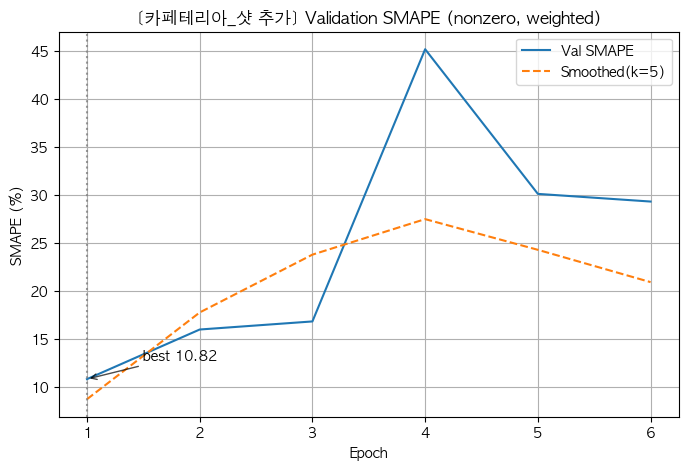 [카페테리아_샷 추가] Validation SMAPE (nonzero, weighted)
Val SMAPE
Smoothed(k=5)
SMAPE (%)
45
40
35
30
25
20
15
10
best 10.82
1 2 3 4 5 6
Epoch